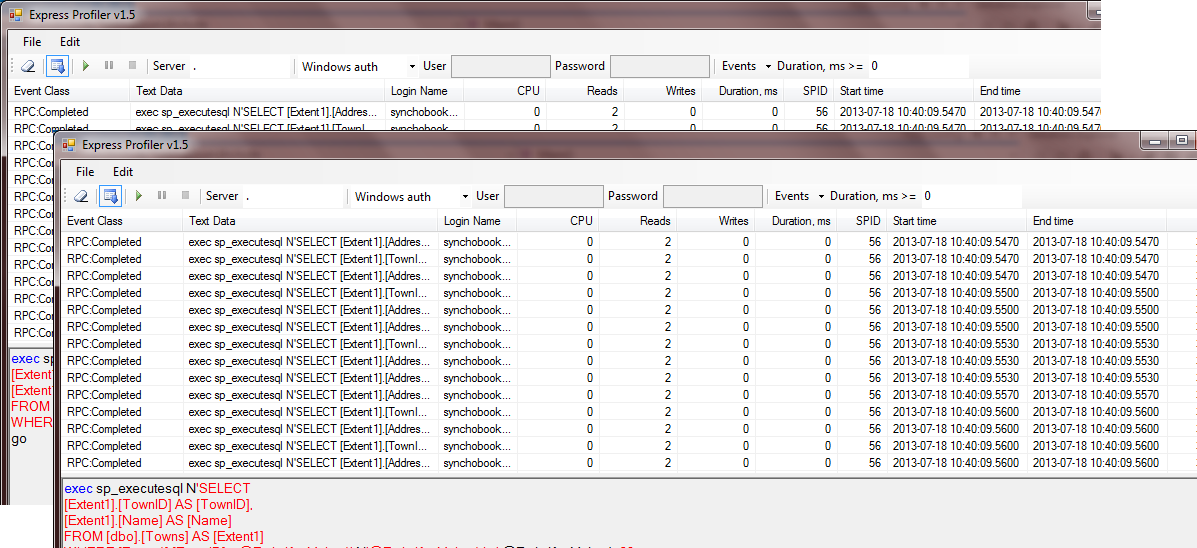 Express Profiler v1.5
File Edit
Server . Windows auth User Password Events Duration, ms >= 0
Event Class Text Data Login Name CPU Reads Writes Duration, ms SPID Start time End time
RPC:Completed exec sp_executesql N'SELECT [Extent1].[Addres... synchobook... 0 2 0 0 56 2013-07-18 10:40:09.5470 2013-07-18 10:40:09.5470
RPC:Completed exec sp_executesql N'SELECT [Extent1].[TownI... synchobook... 0 2 0 0 56 2013-07-18 10:40:09.5470 2013-07-18 10:40:09.5470
RPC:Co
RPC:Co
RPC:Co
RPC:Co
RPC:Co
RPC:Co
RPC:Co
RPC:Co
RPC:Co
RPC:Co
RPC:Co
RPC:Co
exec sp
[Extent
[Extent
FROM
WHER
go
Express Profiler v1.5
File Edit
Server . Windows auth User Password Events Duration, ms >= 0
Event Class Text Data Login Name CPU Reads Writes Duration, ms SPID Start time End time
RPC:Completed exec sp_executesql N'SELECT [Extent1].[Addres... synchobook... 0 2 0 0 56 2013-07-18 10:40:09.5470 2013-07-18 10:40:09.5470
RPC:Completed exec sp_executesql N'SELECT [Extent1].[TownI... synchobook... 0 2 0 0 56 2013-07-18 10:40:09.5470 2013-07-18 10:40:09.5470
RPC:Completed exec sp_executesql N'SELECT [Extent1].[Addres... synchobook... 0 2 0 0 56 2013-07-18 10:40:09.5470 2013-07-18 10:40:09.5470
RPC:Completed exec sp_executesql N'SELECT [Extent1].[TownI... synchobook... 0 2 0 0 56 2013-07-18 10:40:09.5500 2013-07-18 10:40:09.5500
RPC:Completed exec sp_executesql N'SELECT [Extent1].[Addres... synchobook... 0 2 0 0 56 2013-07-18 10:40:09.5500 2013-07-18 10:40:09.5500
RPC:Completed exec sp_executesql N'SELECT [Extent1].[Addres... synchobook... 0 2 0 0 56 2013-07-18 10:40:09.5500 2013-07-18 10:40:09.5500
RPC:Completed exec sp_executesql N'SELECT [Extent1].[TownI... synchobook... 0 2 0 0 56 2013-07-18 10:40:09.5530 2013-07-18 10:40:09.5530
RPC:Completed exec sp_executesql N'SELECT [Extent1].[Addres... synchobook... 0 2 0 0 56 2013-07-18 10:40:09.5530 2013-07-18 10:40:09.5530
RPC:Completed exec sp_executesql N'SELECT [Extent1].[Addres... synchobook... 0 2 0 0 56 2013-07-18 10:40:09.5530 2013-07-18 10:40:09.5530
RPC:Completed exec sp_executesql N'SELECT [Extent1].[Addres... synchobook... 0 2 0 0 56 2013-07-18 10:40:09.5570 2013-07-18 10:40:09.5570
RPC:Completed exec sp_executesql N'SELECT [Extent1].[TownI... synchobook... 0 2 0 0 56 2013-07-18 10:40:09.5600 2013-07-18 10:40:09.5600
RPC:Completed exec sp_executesql N'SELECT [Extent1].[Addres... synchobook... 0 2 0 0 56 2013-07-18 10:40:09.5600 2013-07-18 10:40:09.5600
RPC:Completed exec sp_executesql N'SELECT [Extent1].[TownI... synchobook... 0 2 0 0 56 2013-07-18 10:40:09.5600 2013-07-18 10:40:09.5600
RPC:Completed exec sp_executesql N'SELECT [Extent1].[Addres... synchobook... 0 2 0 0 56 2013-07-18 10:40:09.5600 2013-07-18 10:40:09.5600
exec sp_executesql N'SELECT
[Extent1].[TownID] AS [TownID],
[Extent1].[Name] AS [Name]
FROM [dbo].[Towns] AS [Extent1]